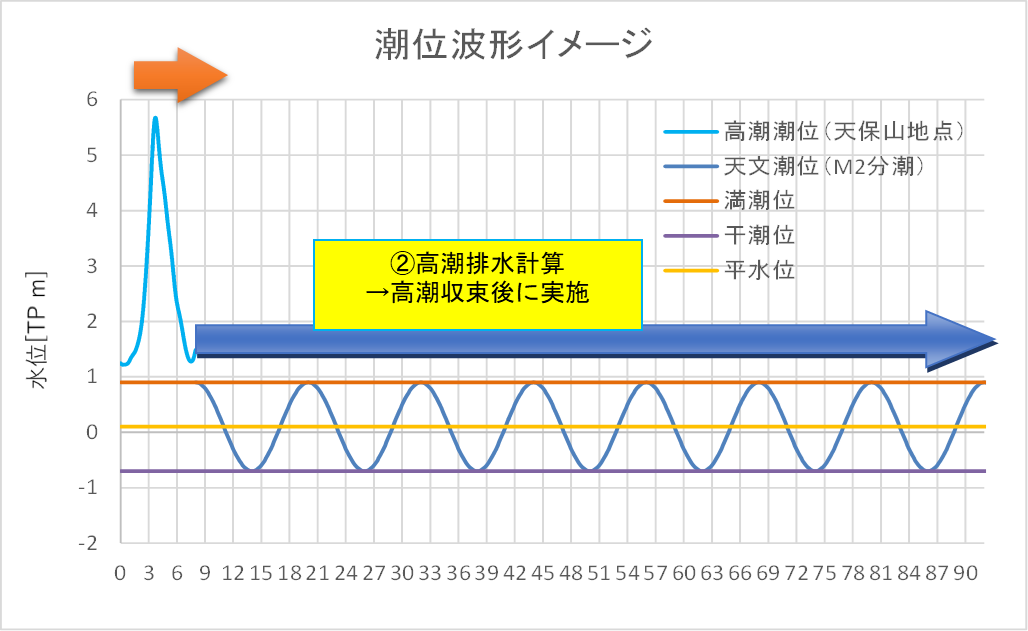 潮位波形イメージ
6
5
4
3
2
1
0
-1
-2
水位[TP m]
高潮潮位（天保山地点）
天文潮位（M2分潮）
満潮位
干潮位
平水位
②高潮排水計算
→高潮収束後に実施
0 3 6 9 12 15 18 21 24 27 30 33 36 39 42 45 48 51 54 57 60 63 66 69 72 75 78 81 84 87 90